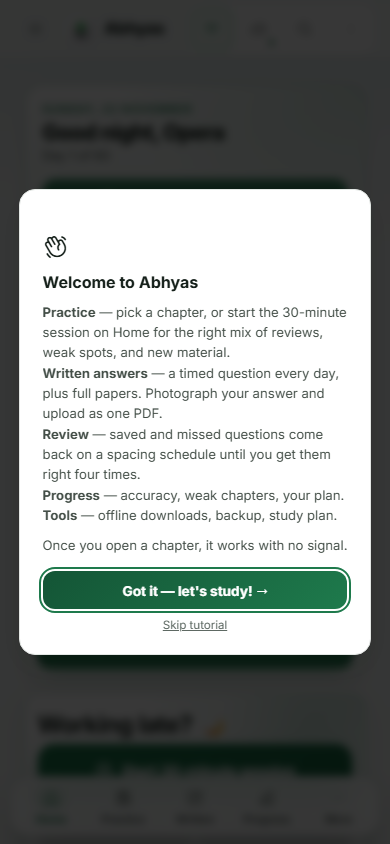 Abhyas
Good night, Opera
Welcome to Abhyas
Practice — pick a chapter, or start the 30-minute
session on Home for the right mix of reviews,
weak spots, and new material.
Written answers — a timed question every day,
plus full papers. Photograph your answer and
upload as one PDF.
Review — saved and missed questions come
back on a spacing schedule until you get them
right four times.
Progress — accuracy, weak chapters, your plan.
Tools — offline downloads, backup, study plan.
Once you open a chapter, it works with no signal.
Got it — let's study! →
Skip tutorial
Working late?